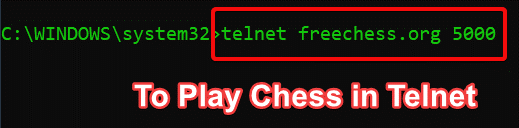 C:\WINDOWS\system32>telnet freechess.org 5000
To Play Chess in Telnet